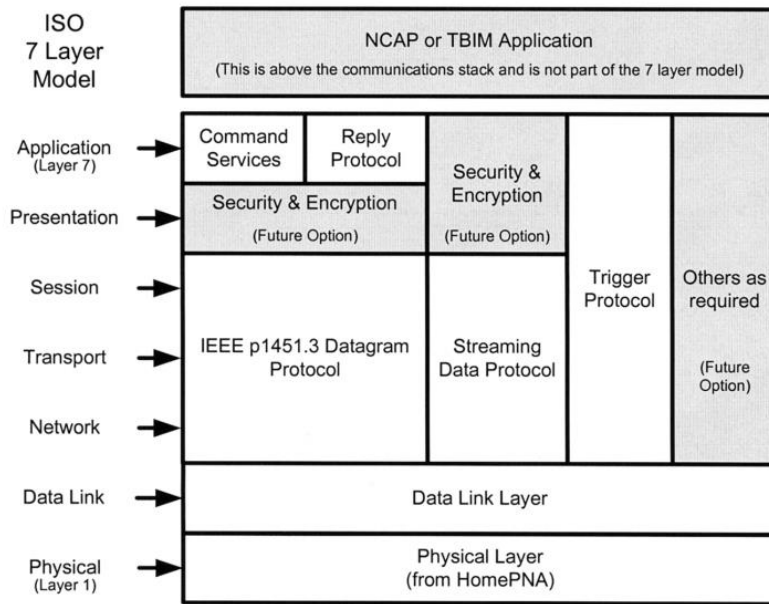 ISO
7 Layer
Model
NCAP or TBIM Application
(This is above the communications stack and is not part of the 7 layer model)
Application
(Layer 7)
Presentation
Session
Transport
Network
Data Link
Physical
(Layer 1)
Command
Services
Reply
Protocol
Security & Encryption
(Future Option)
IEEE p1451.3 Datagram
Protocol
Security &
Encryption
(Future Option)
Streaming
Data Protocol
Trigger
Protocol
Others as
required
(Future
Option)
Data Link Layer
Physical Layer
(from HomePNA)